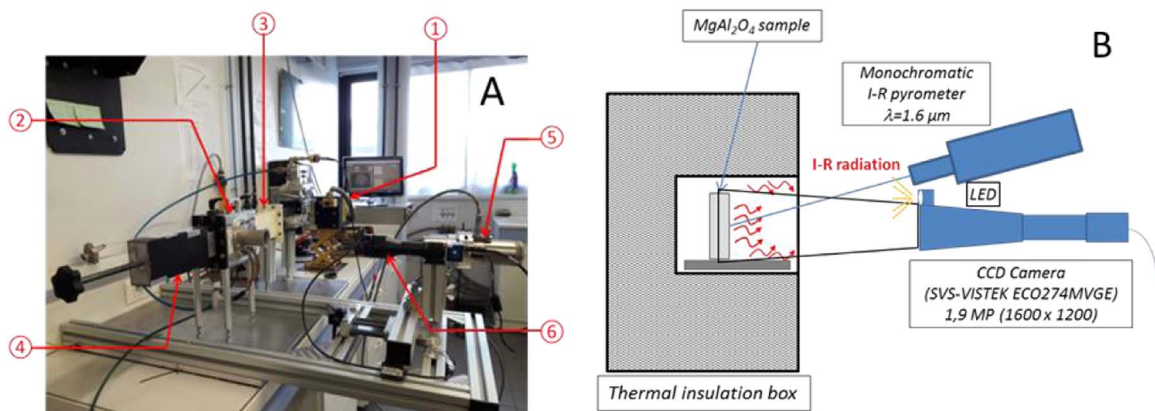 ①
②
③
④
⑤
⑥
A
MgAl₂O₄ sample
B
Monochromatic
I-R pyrometer
λ=1.6 μm
I-R radiation
LED
CCD Camera
(SVS-VISTEK ECO274MVGE)
1,9 MP (1600 x 1200)
Thermal insulation box